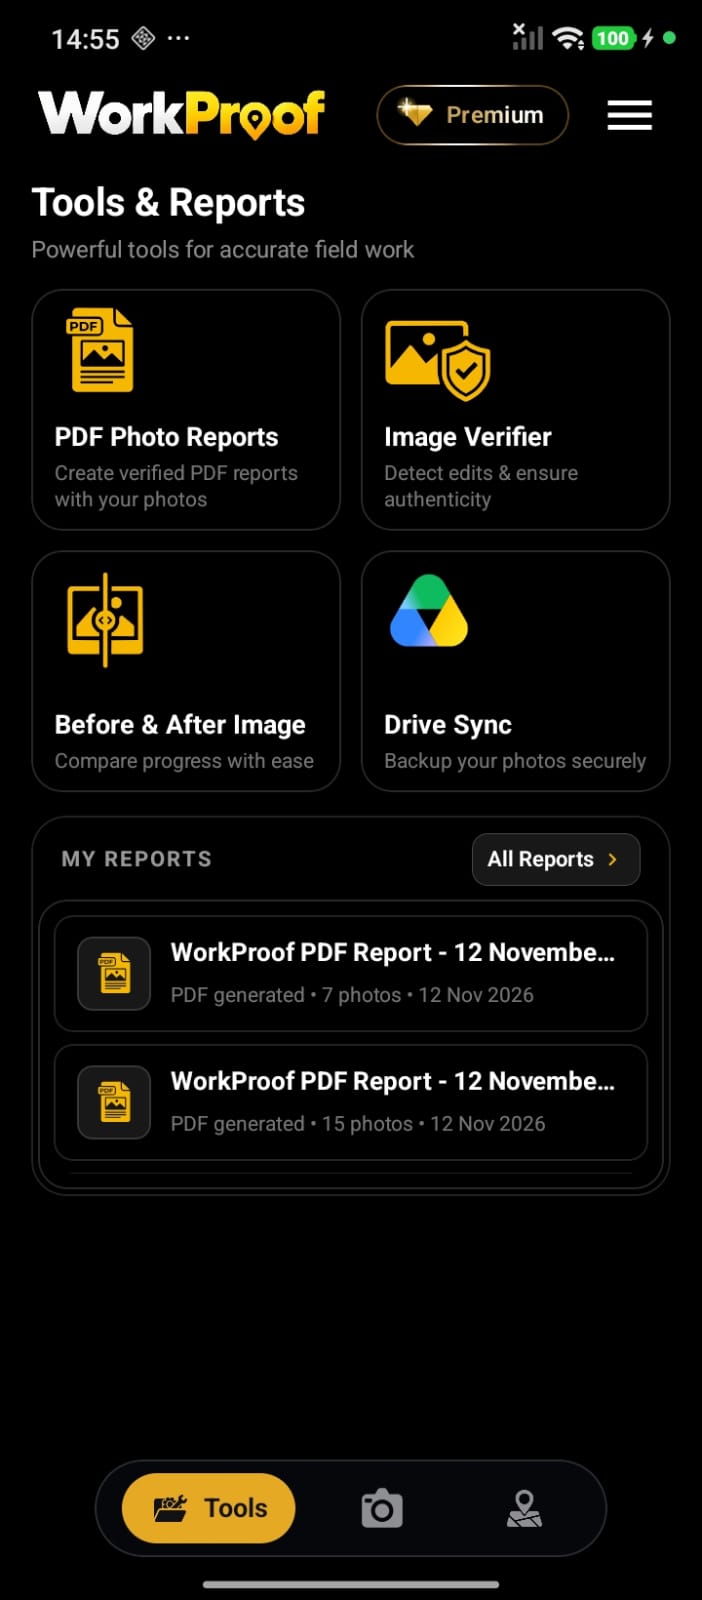 14:55
100
WorkProof
Premium
Tools & Reports
Powerful tools for accurate field work
PDF
PDF Photo Reports
Create verified PDF reports
with your photos
Image Verifier
Detect edits & ensure
authenticity
Before & After Image
Compare progress with ease
Drive Sync
Backup your photos securely
MY REPORTS
All Reports
PDF
WorkProof PDF Report - 12 Novembe...
PDF generated • 7 photos • 12 Nov 2026
PDF
WorkProof PDF Report - 12 Novembe...
PDF generated • 15 photos • 12 Nov 2026
Tools